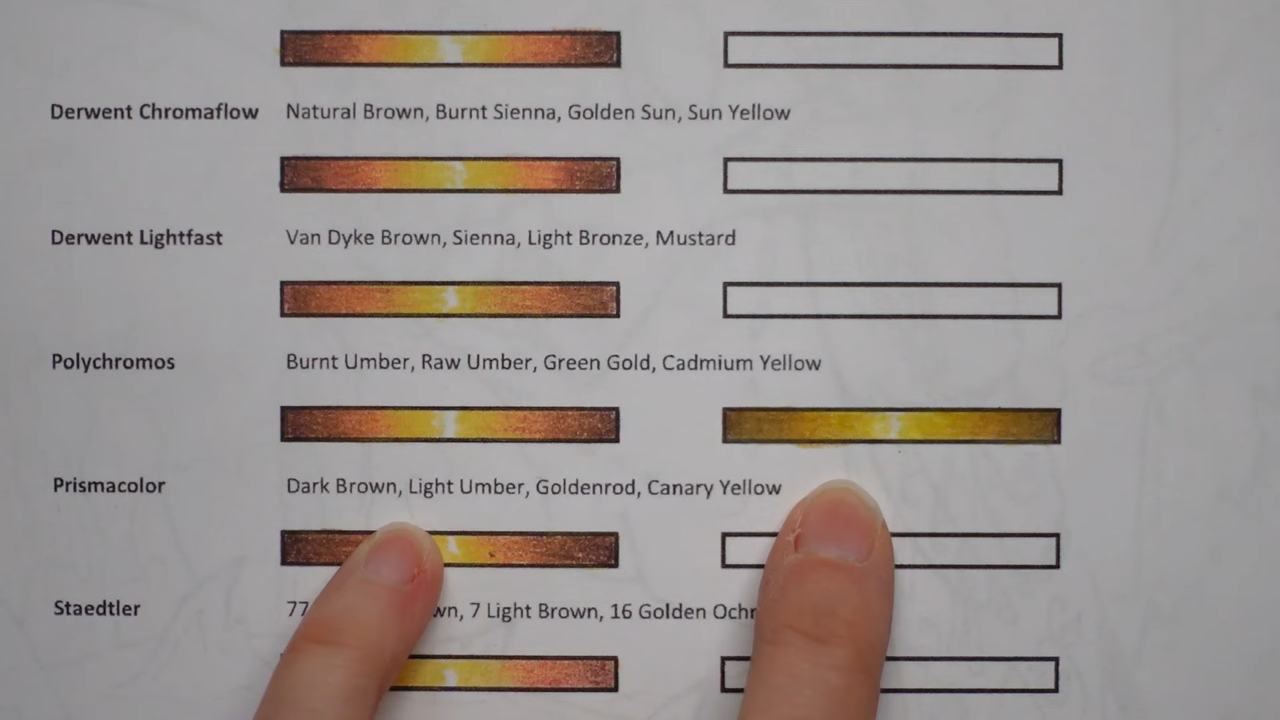 Derwent Chromaflow Natural Brown, Burnt Sienna, Golden Sun, Sun Yellow
Derwent Lightfast Van Dyke Brown, Sienna, Light Bronze, Mustard
Polychromos Burnt Umber, Raw Umber, Green Gold, Cadmium Yellow
Prismacolor Dark Brown, Light Umber, Goldenrod, Canary Yellow
Staedtler 77 7 Light Brown, 16 Golden